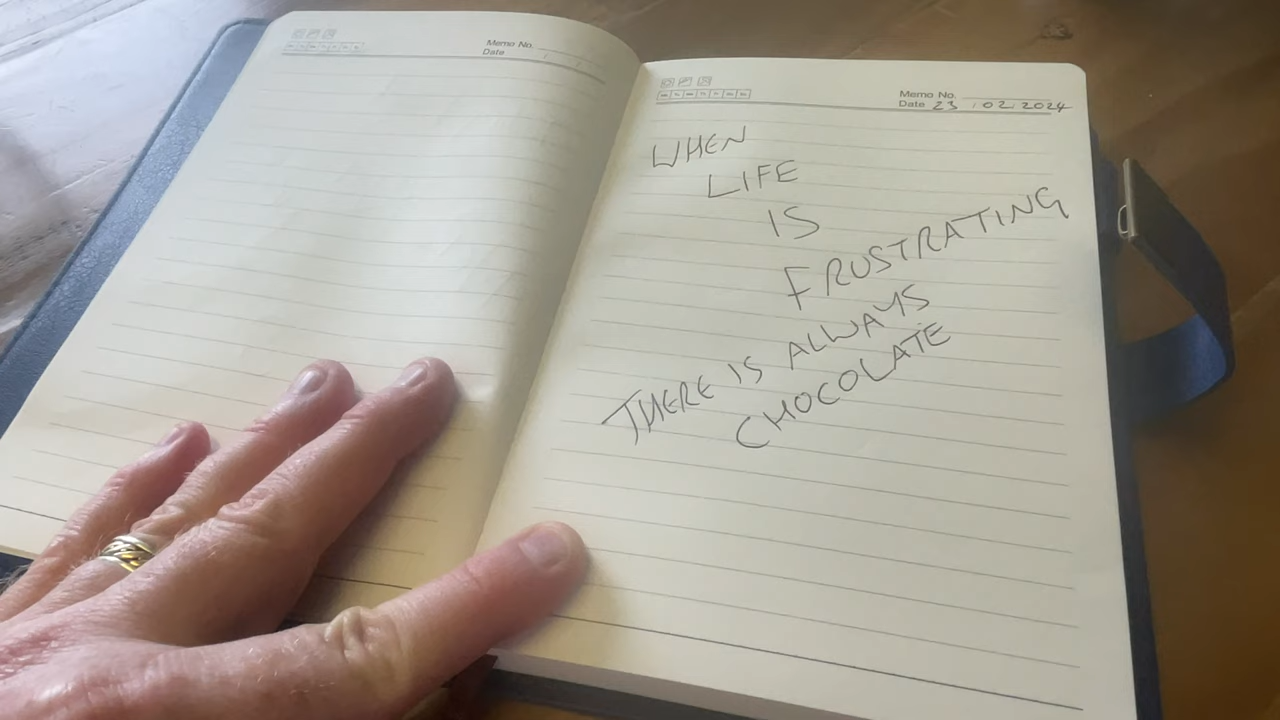 Memo No.
Date
Memo No.
Date 23 . 02 . 2024
WHEN
LIFE
IS
FRUSTRATING
THERE IS ALWAYS
CHOCOLATE